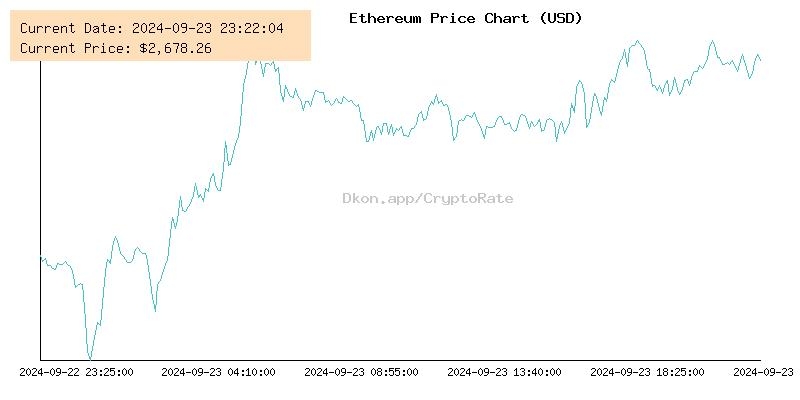 Ethereum Price Chart (USD)
Current Date: 2024-09-23 23:22:04
Current Price: $2,678.26
Dkon.app/CryptoRate
2024-09-22 23:25:00
2024-09-23 04:10:00
2024-09-23 08:55:00
2024-09-23 13:40:00
2024-09-23 18:25:00
2024-09-23